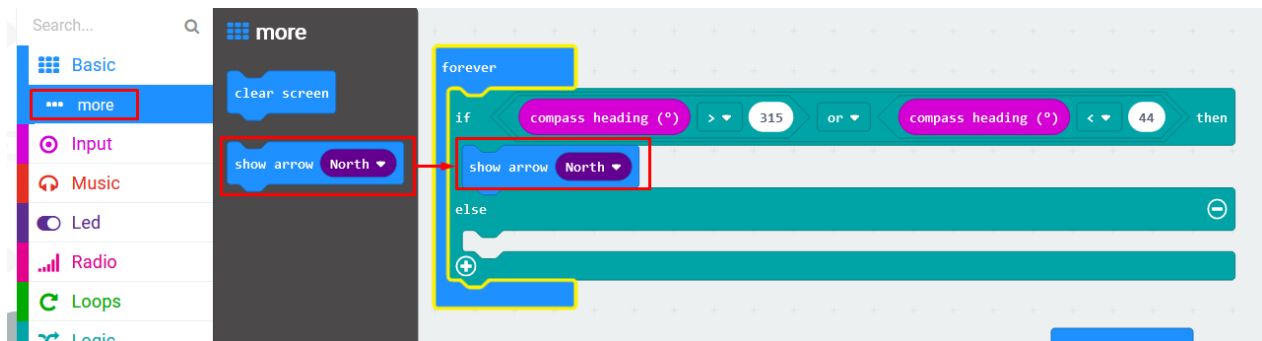 Search...
Basic
more
Input
Music
Led
Radio
Loops
Logic
more
clear screen
show arrow North
forever
if compass heading (°) > 315 or compass heading (°) < 44 then
show arrow North
else